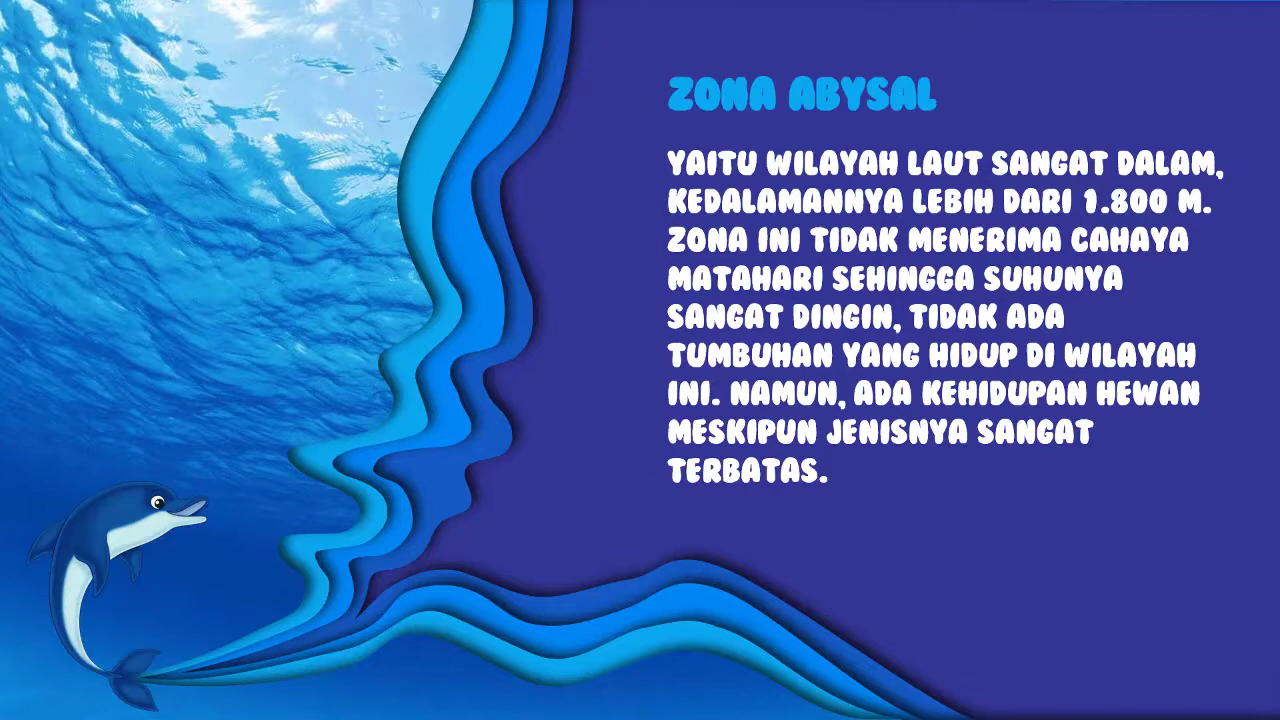 ZONA ABYSAL
YAITU WILAYAH LAUT SANGAT DALAM,
KEDALAMANNYA LEBIH DARI 1.800 M.
ZONA INI TIDAK MENERIMA CAHAYA
MATAHARI SEHINGGA SUHUNYA
SANGAT DINGIN, TIDAK ADA
TUMBUHAN YANG HIDUP DI WILAYAH
INI. NAMUN, ADA KEHIDUPAN HEWAN
MESKIPUN JENISNYA SANGAT
TERBATAS.